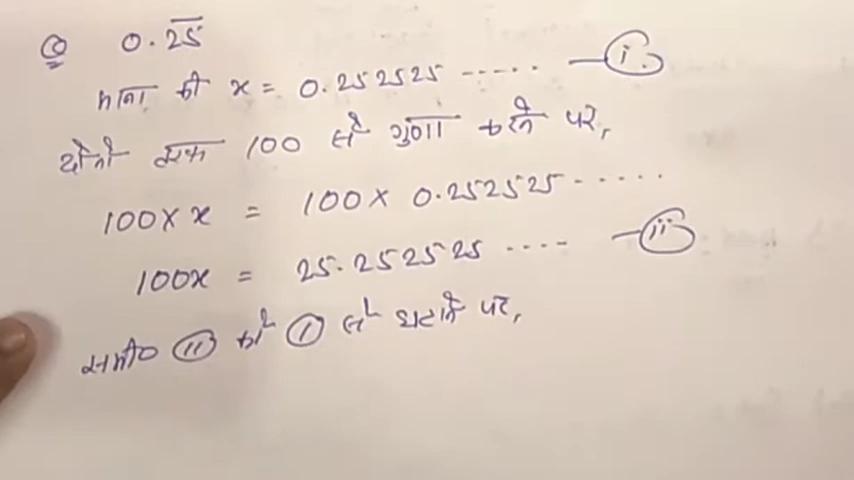 Q 0.2̅5̅
माना की x = 0.252525 ..... —(i)
दोनो तरफ 100 से गुणा करने पर,
100 x x = 100 x 0.252525 .....
100x = 25.252525 .... —(ii)
समी० (ii) को (i) से घटाने पर,